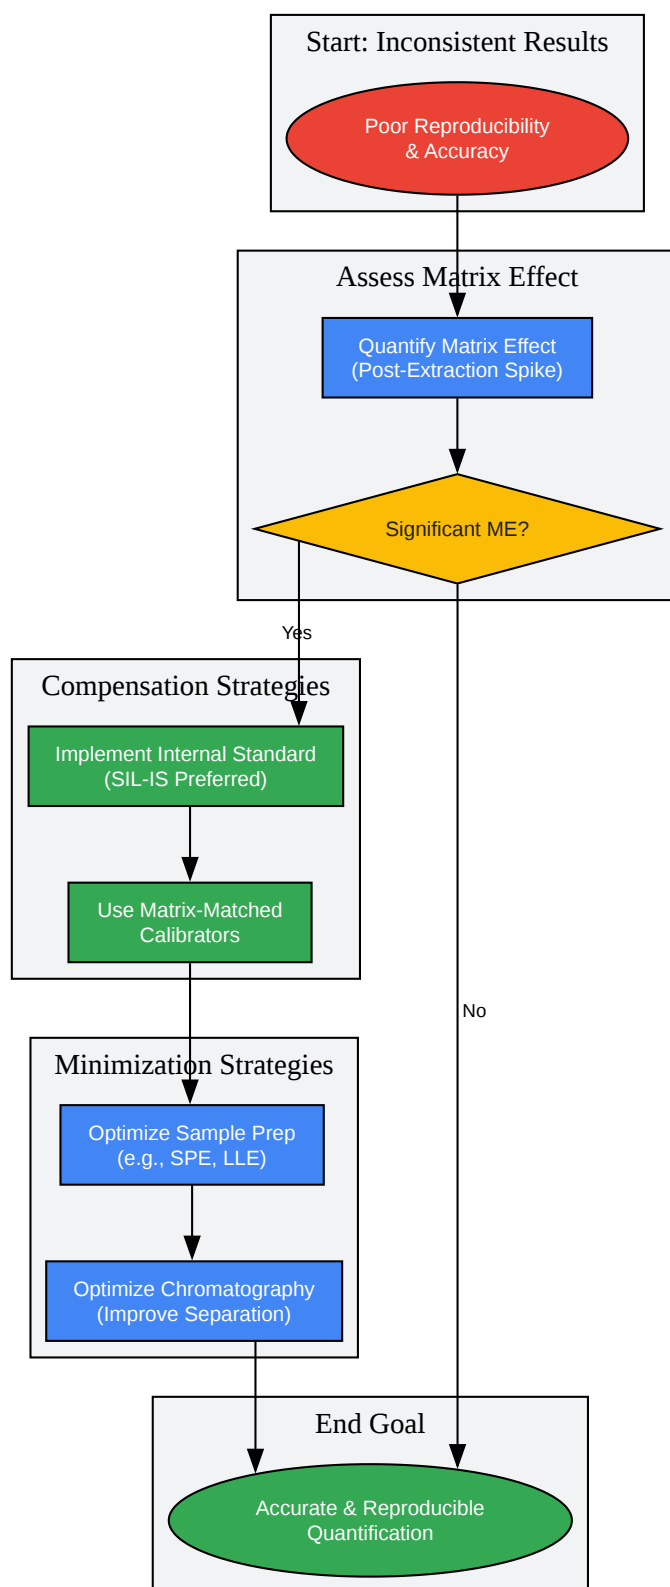 Start: Inconsistent Results
Poor Reproducibility
& Accuracy
Assess Matrix Effect
Quantify Matrix Effect
(Post-Extraction Spike)
Significant ME?
Yes
Compensation Strategies
Implement Internal Standard
(SIL-IS Preferred)
Use Matrix-Matched
Calibrators
No
Minimization Strategies
Optimize Sample Prep
(e.g., SPE, LLE)
Optimize Chromatography
(Improve Separation)
End Goal
Accurate & Reproducible
Quantification